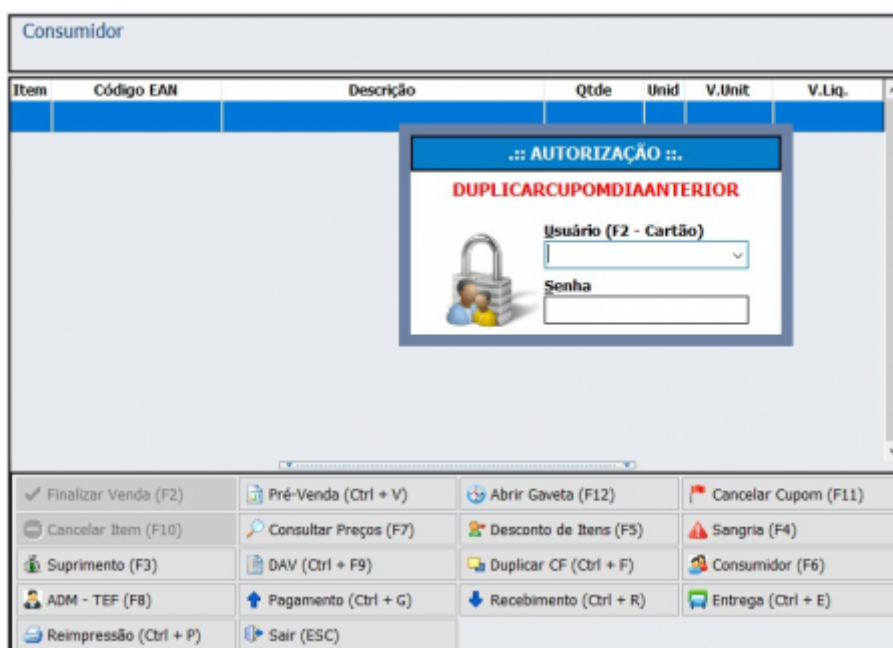 Consumidor
Item Código EAN Descrição Qtde Unid V.Unit V.Liq.
.:: AUTORIZAÇÃO ::.
DUPLICARCUPOMDIAANTERIOR
Usuário (F2 - Cartão)
Senha
Finalizar Venda (F2) Pré-Venda (Ctrl + V) Abrir Gaveta (F12) Cancelar Cupom (F11)
Cancelar Item (F10) Consultar Preços (F7) Desconto de Itens (F5) Sangria (F4)
Suprimento (F3) DAV (Ctrl + F9) Duplicar CF (Ctrl + F) Consumidor (F6)
ADM - TEF (F8) Pagamento (Ctrl + G) Recebimento (Ctrl + R) Entrega (Ctrl + E)
Reimpressão (Ctrl + P) Sair (ESC)